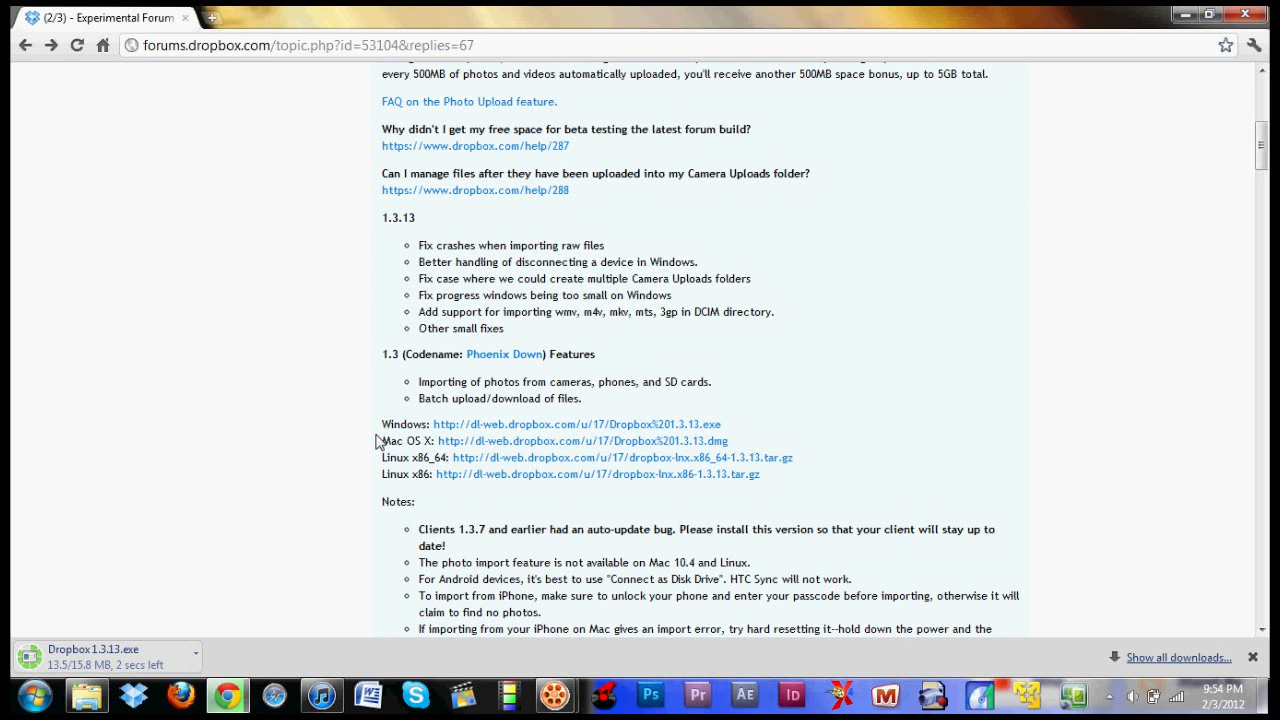 (2/3) - Experimental Forum
forums.dropbox.com/topic.php?id=53104&replies=67
every 500MB of photos and videos automatically uploaded, you'll receive another 500MB space bonus, up to 5GB total.
FAQ on the Photo Upload feature.
Why didn't I get my free space for beta testing the latest forum build?
https://www.dropbox.com/help/287
Can I manage files after they have been uploaded into my Camera Uploads folder?
https://www.dropbox.com/help/288
1.3.13
Fix crashes when importing raw files
Better handling of disconnecting a device in Windows.
Fix case where we could create multiple Camera Uploads folders
Fix progress windows being too small on Windows
Add support for importing wmv, m4v, mkv, mts, 3gp in DCIM directory.
Other small fixes
1.3 (Codename: Phoenix Down) Features
Importing of photos from cameras, phones, and SD cards.
Batch upload/download of files.
Windows: http://dl-web.dropbox.com/u/17/Dropbox%201.3.13.exe
Mac OS X: http://dl-web.dropbox.com/u/17/Dropbox%201.3.13.dmg
Linux x86_64: http://dl-web.dropbox.com/u/17/dropbox-lnx.x86_64-1.3.13.tar.gz
Linux x86: http://dl-web.dropbox.com/u/17/dropbox-lnx.x86-1.3.13.tar.gz
Notes:
Clients 1.3.7 and earlier had an auto-update bug. Please install this version so that your client will stay up to
date!
The photo import feature is not available on Mac 10.4 and Linux.
For Android devices, it's best to use "Connect as Disk Drive". HTC Sync will not work.
To import from iPhone, make sure to unlock your phone and enter your passcode before importing, otherwise it will
claim to find no photos.
If importing from your iPhone on Mac gives an import error, try hard resetting it--hold down the power and the
Dropbox 1.3.13.exe
13.5/15.8 MB, 2 secs left
Show all downloads...
W S Ps Pr AE Id M
9:54 PM
2/3/2012